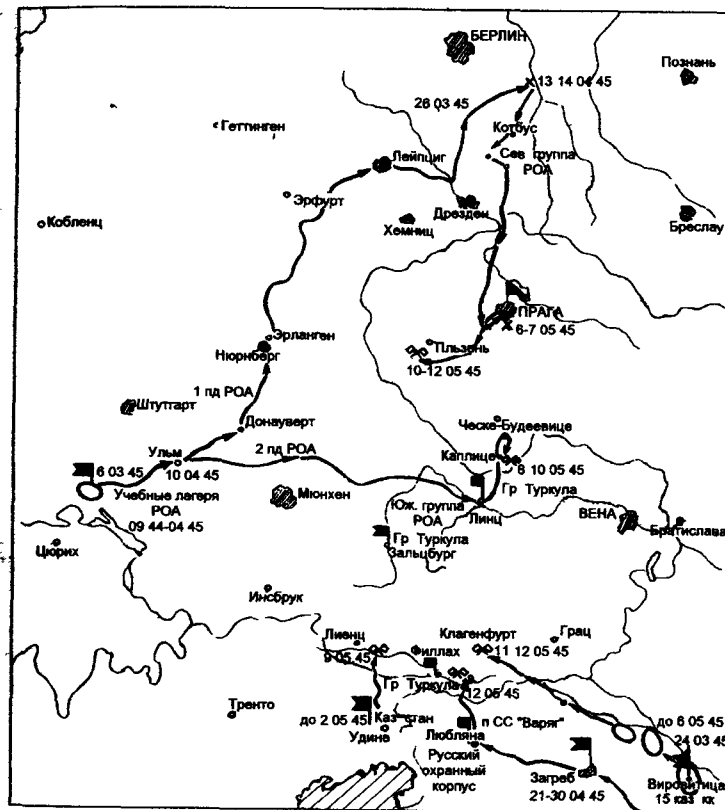 БЕРЛИН
Познань
13 14 04 45
26 03 45
Котбус
Геттинген
Лейпциг
Сев группа
РОА
Эрфурт
Дрезден
Кобленц
Хемниц
Бреслау
ПРАГА
6-7 05 45
Эрланген
Пльзень
Нюрнберг
10-12 05 45
1 пд РОА
Штутгарт
Донауверт
Ческе-Будеевице
Ульм
2 пд РОА
Каплице
6 03 45
10 04 45
8 10 05 45
Учебные лагеря
РОА
09 44-04 45
Мюнхен
Гр Туркула
Юж. группа
РОА
Линц
ВЕНА
Братислава
Гр Туркула
Зальцбург
Цюрих
Инсбрук
Лиенц
Клагенфурт
Грац
9 05 45
Филлах
11 12 05 45
Гр Туркула
12 05 45
Тренто
до 2 05 45
Каз стан
Удине
п СС "Варяг"
до 6 05 45
24 03 45
Любляна
Русский
охранный
корпус
Загреб
21-30 04 45
Вировитица
15 каз кк